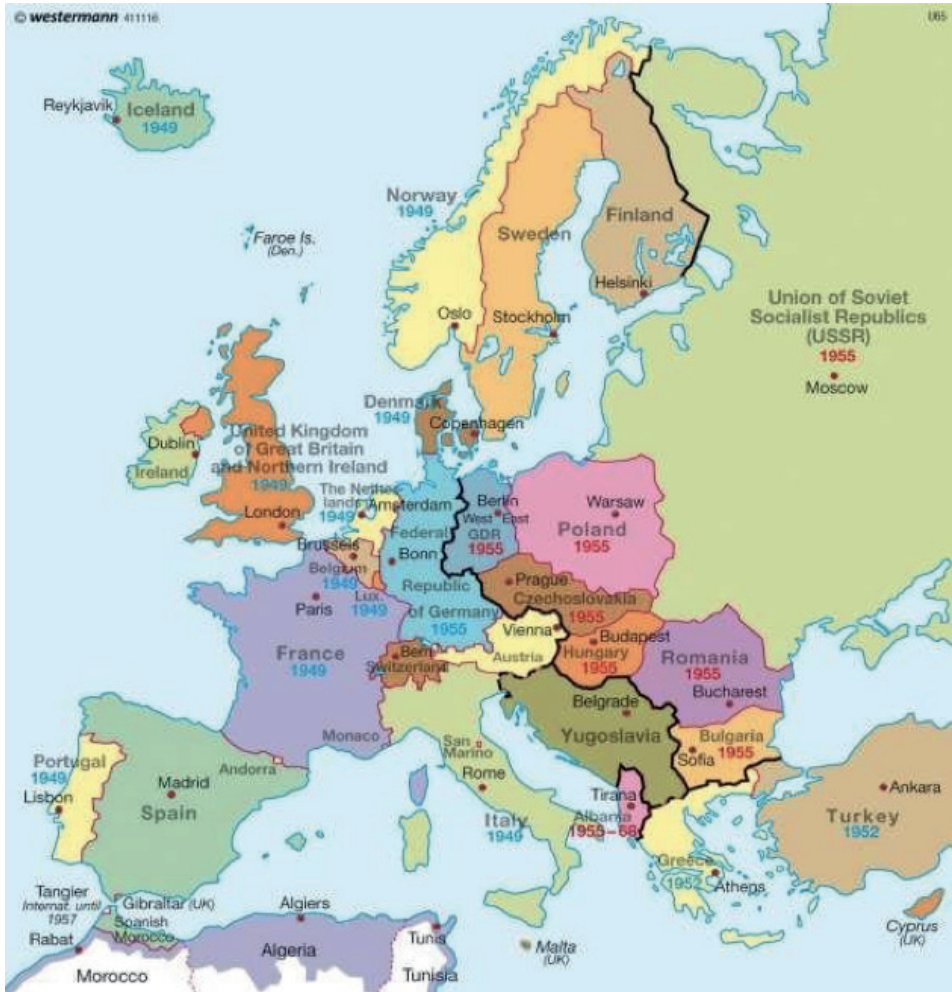 © westermann 411116
U65
Reykjavik
Iceland
1949
Norway
1949
Faroe Is.
(Den.)
Sweden
Finland
Helsinki
Oslo
Stockholm
Union of Soviet
Socialist Republics
(USSR)
1955
Moscow
Denmark
1949
Copenhagen
Dublin
Ireland
United Kingdom
of Great Britain
and Northern Ireland
1949
London
The Nether-
lands
1949
Amsterdam
Brussels
Belgium
1949
Lux.
1949
Federal
Bonn
Republic
of Germany
1955
Berlin
West East
GDR
1955
Warsaw
Poland
1955
Prague
Czechoslovakia
1955
Paris
France
1949
Bern
Switzerland
Vienna
Austria
Budapest
Hungary
1955
Romania
1955
Bucharest
Belgrade
Yugoslavia
Bulgaria
1955
Sofia
Monaco
San
Marino
Rome
Italy
1949
Tirana
Albania
1955–68
Andorra
Portugal
1949
Lisbon
Madrid
Spain
Greece
1952
Athens
Ankara
Turkey
1952
Cyprus
(UK)
Malta
(UK)
Tangier
Internat. until
1957
Gibraltar (UK)
Spanish
Morocco
Rabat
Morocco
Algiers
Algeria
Tunis
Tunisia